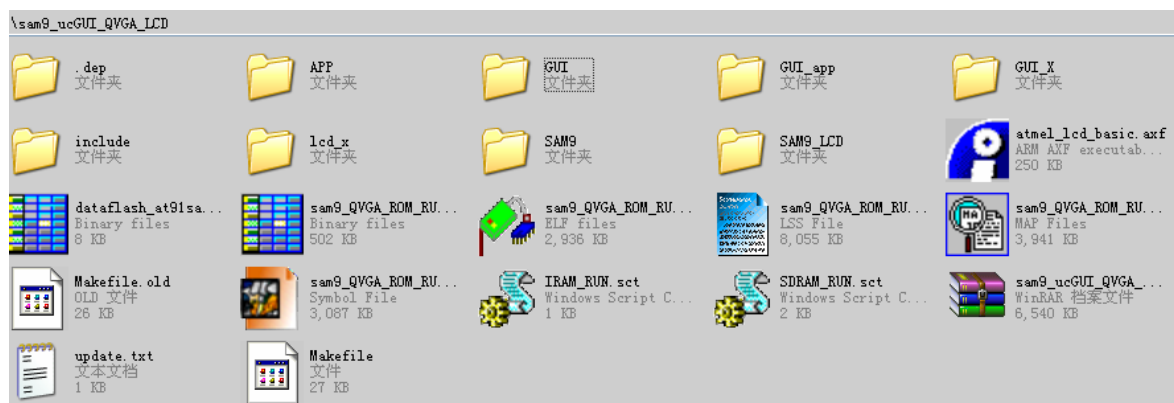 \sam9_ucGUI_QVGA_LCD
.dep
文件夹
APP
文件夹
GUI
文件夹
GUI_app
文件夹
GUI_X
文件夹
include
文件夹
lcd_x
文件夹
SAM9
文件夹
SAM9_LCD
文件夹
atmel_lcd_basic.axf
ARM AXF executab...
250 KB
dataflash_at91sa...
Binary files
8 KB
sam9_QVGA_ROM_RU...
Binary files
502 KB
sam9_QVGA_ROM_RU...
ELF files
2,936 KB
sam9_QVGA_ROM_RU...
LSS File
8,055 KB
sam9_QVGA_ROM_RU...
MAP Files
3,941 KB
Makefile.old
OLD 文件
26 KB
sam9_QVGA_ROM_RU...
Symbol File
3,087 KB
IRAM_RUN.sct
Windows Script C...
1 KB
SDRAM_RUN.sct
Windows Script C...
2 KB
sam9_ucGUI_QVGA_...
WinRAR 档案文件
6,540 KB
update.txt
文本文档
1 KB
Makefile
文件
27 KB